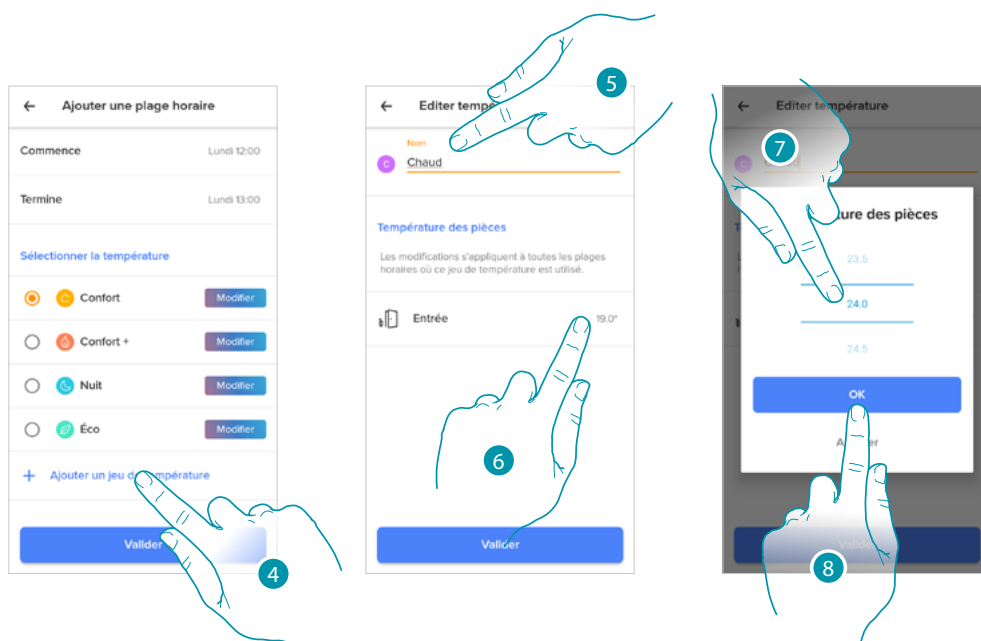 ← Ajouter une plage horaire
Commence Lundi 12:00
Termine Lundi 13:00
Sélectionner la température
Confort Modifier
Confort + Modifier
Nuit Modifier
Éco Modifier
+ Ajouter un jeu de température
Valider
4
← Editer
5
Nom
C Chaud
Température des pièces
Les modifications s'appliquent à toutes les plages
horaires où ce jeu de température est utilisé.
Entrée 19.0°
6
Valider
← Editer température
7
C
des pièces
23.5
24.0
24.5
OK
8